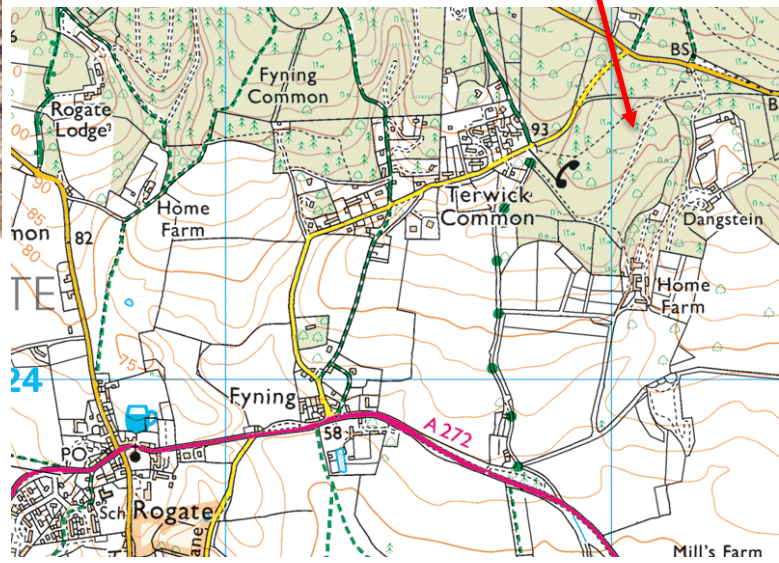 BS
Fyning
Common
Rogate
Lodge
93
00
90
85
80
82
Home
Farm
Terwick
Common
Dangstein
mon
TE
Home
Farm
75
24
Fyning
A 272
58
PO
Sch
Rogate
ane
Mill's Farm